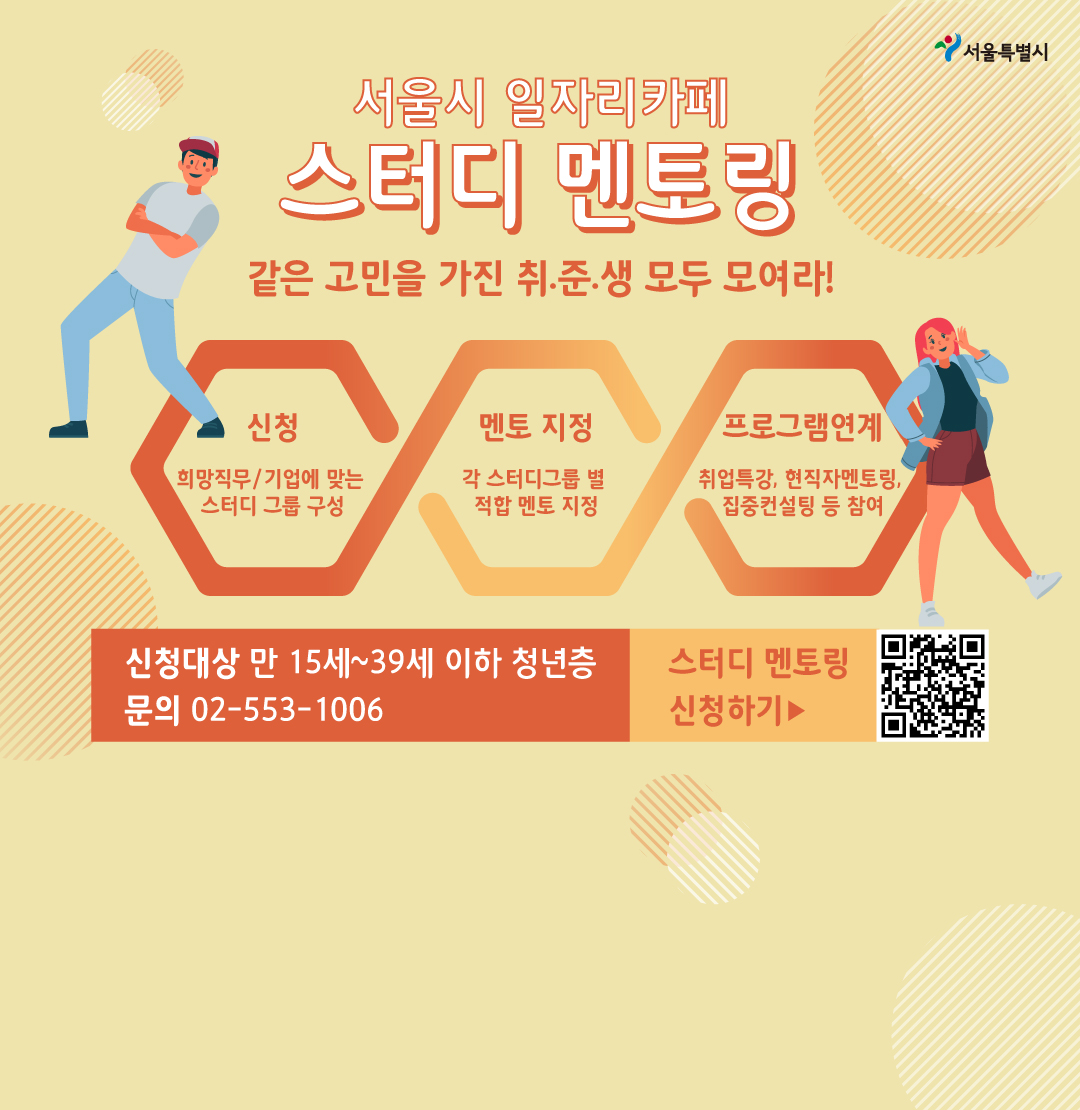 서울특별시
서울시 일자리카페
스터디 멘토링
같은 고민을 가진 취.준.생 모두 모여라!
신청
희망직무/기업에 맞는
스터디 그룹 구성
멘토 지정
각 스터디그룹 별
적합 멘토 지정
프로그램연계
취업특강, 현직자멘토링,
집중컨설팅 등 참여
신청대상 만 15세~39세 이하 청년층
문의 02-553-1006
스터디 멘토링
신청하기▶